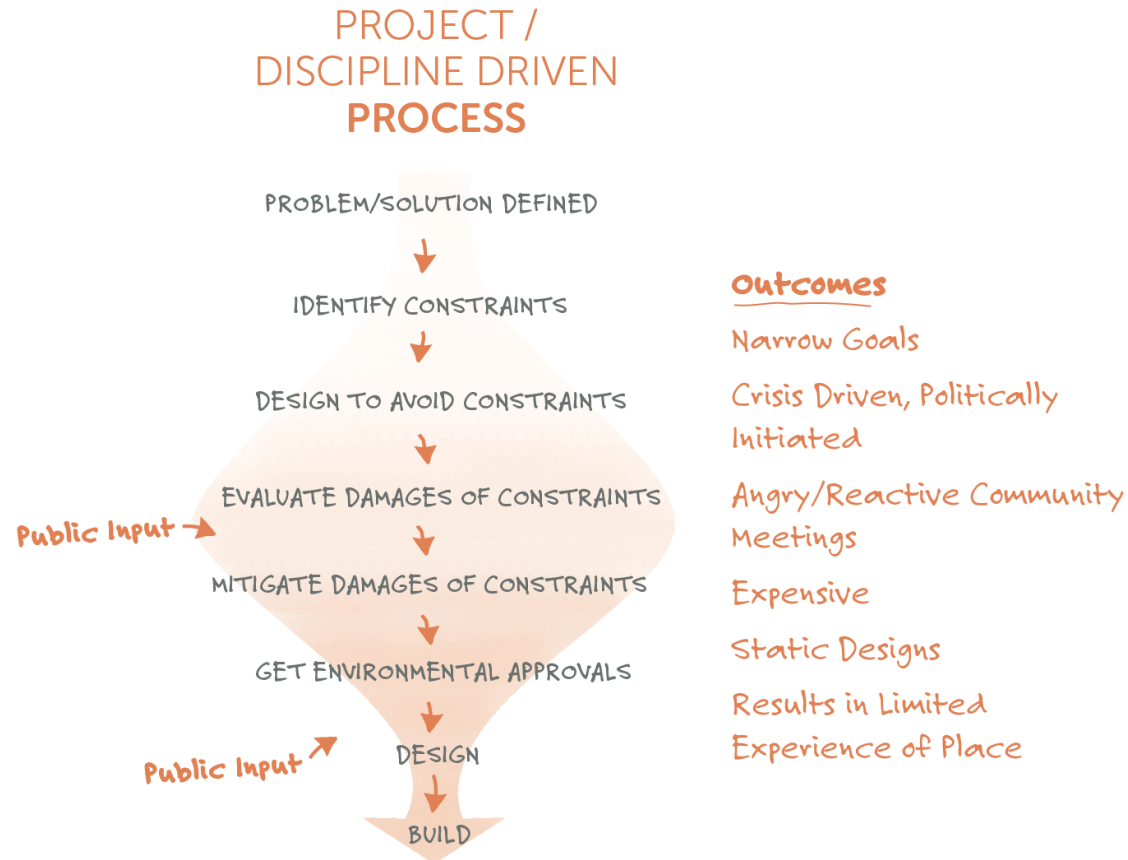 PROJECT /
DISCIPLINE DRIVEN
PROCESS
PROBLEM/SOLUTION DEFINED
IDENTIFY CONSTRAINTS
DESIGN TO AVOID CONSTRAINTS
EVALUATE DAMAGES OF CONSTRAINTS
Public Input
MITIGATE DAMAGES OF CONSTRAINTS
GET ENVIRONMENTAL APPROVALS
DESIGN
Public Input
BUILD
Outcomes
Narrow Goals
Crisis Driven, Politically
Initiated
Angry/Reactive Community
Meetings
Expensive
Static Designs
Results in Limited
Experience of Place